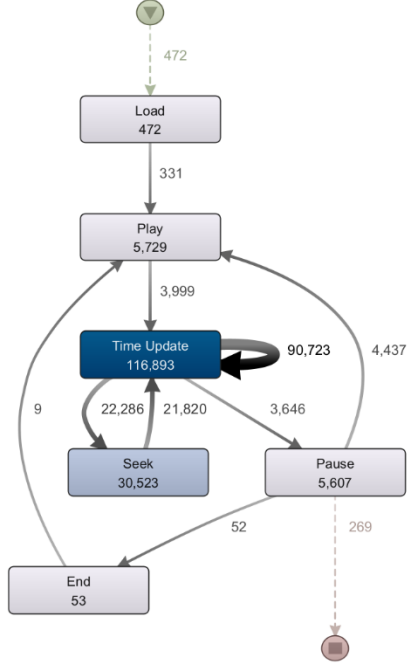 472
Load
472
331
Play
5,729
3,999
Time Update
116,893
90,723
4,437
9
22,286
21,820
3,646
Seek
30,523
Pause
5,607
52
269
End
53